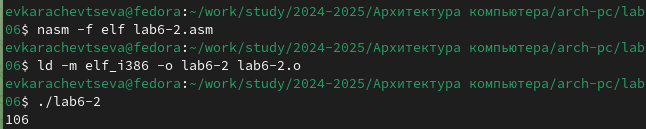 evkarachevtseva@fedora:~/work/study/2024-2025/Архитектура компьютера/arch-pc/lab
06$ nasm -f elf lab6-2.asm
evkarachevtseva@fedora:~/work/study/2024-2025/Архитектура компьютера/arch-pc/lab
06$ ld -m elf_i386 -o lab6-2 lab6-2.o
evkarachevtseva@fedora:~/work/study/2024-2025/Архитектура компьютера/arch-pc/lab
06$ ./lab6-2
106